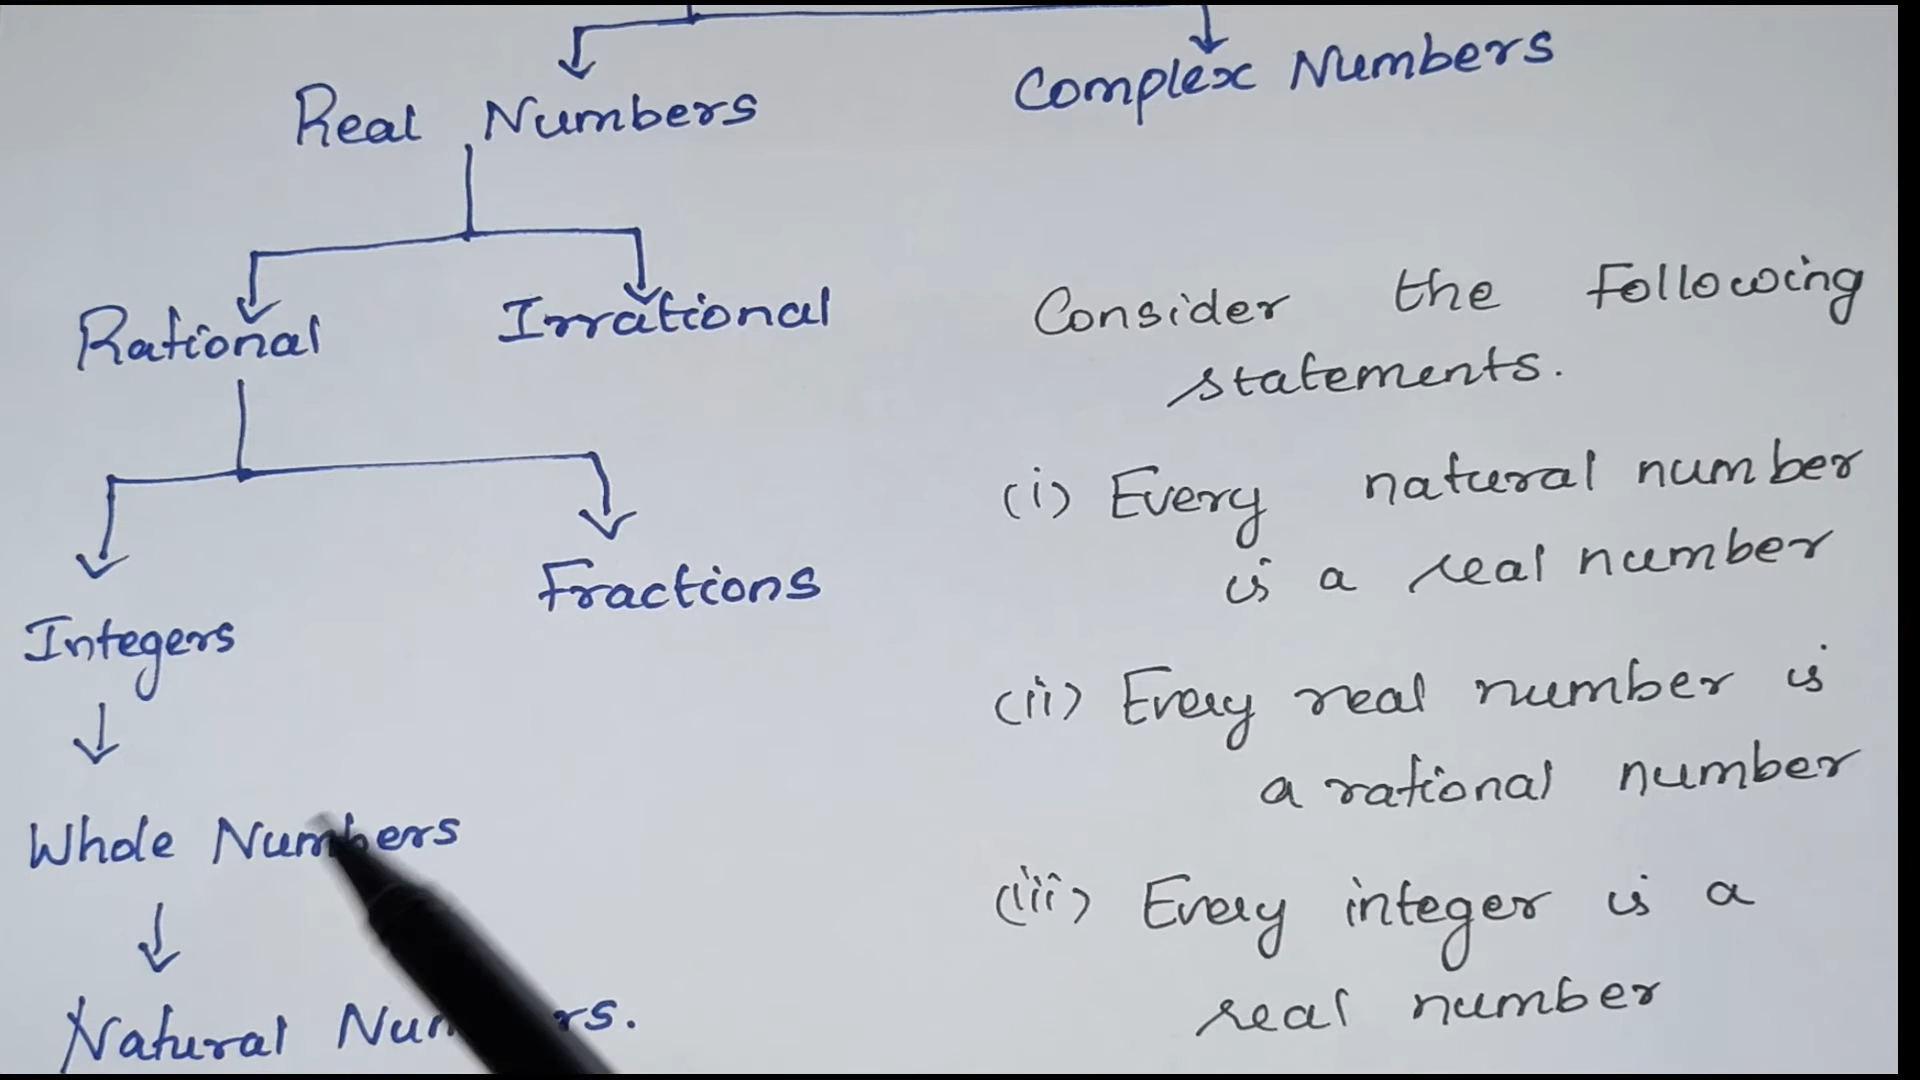 Real Numbers
Complex Numbers
Rational
Irrational
Integers
Fractions
Whole Numbers
Natural Numbers.
Consider the following
statements.
(i) Every natural number
is a real number
(ii) Every real number is
a rational number
(iii) Every integer is a
real number